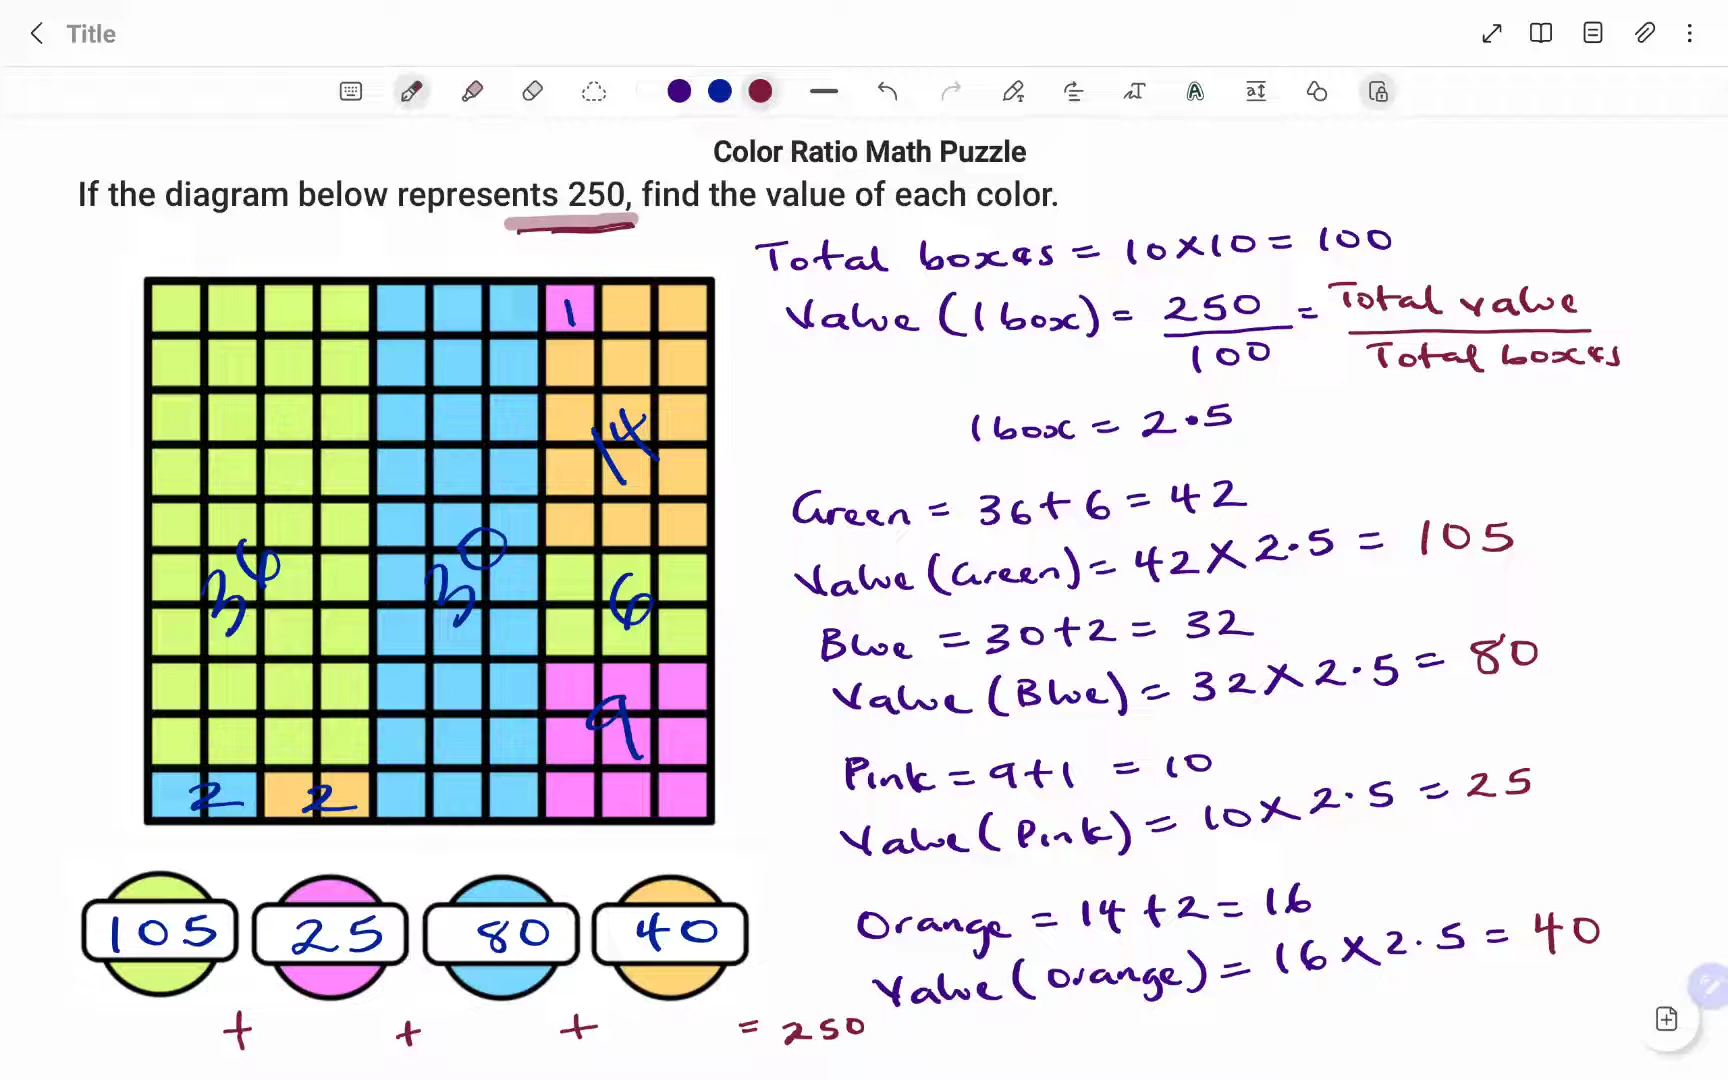 Title
Color Ratio Math Puzzle
If the diagram below represents 250, find the value of each color.
Total boxes = 10×10 = 100
Value (1 box) = 250/100 = Total value/Total boxes
1 box = 2.5
Green = 36 + 6 = 42
Value (Green) = 42 × 2.5 = 105
Blue = 30 + 2 = 32
Value (Blue) = 32 × 2.5 = 80
Pink = 9 + 1 = 10
Value (Pink) = 10 × 2.5 = 25
Orange = 14 + 2 = 16
Value (Orange) = 16 × 2.5 = 40
1
14
36
30
6
9
2 2
105 25 80 40
+ + + = 250